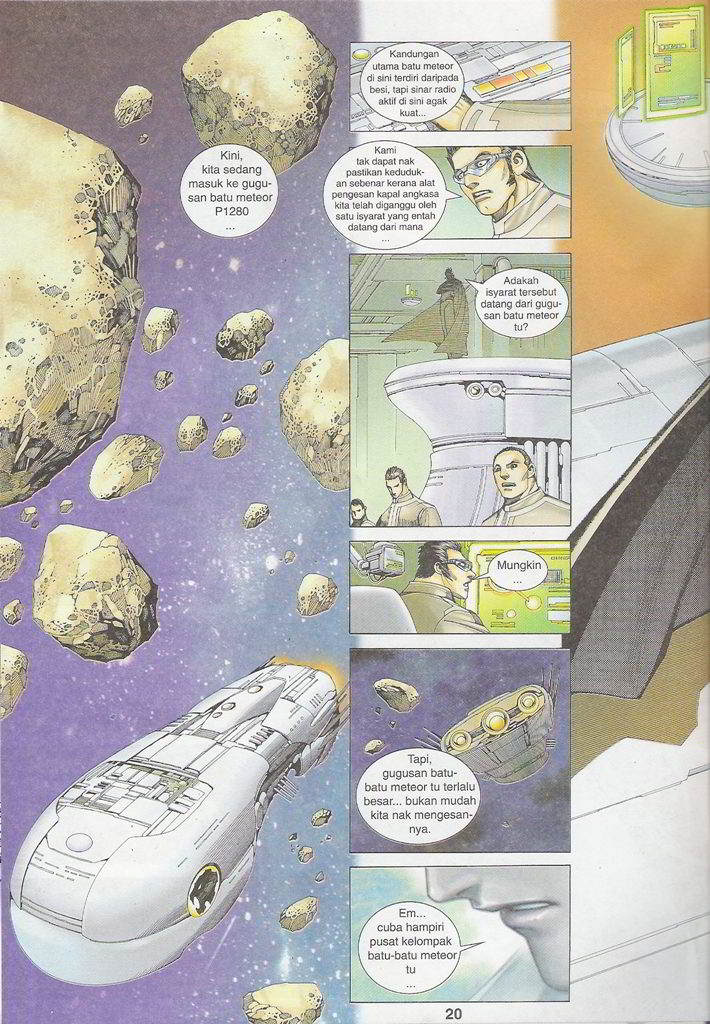 Kini,
kita sedang
masuk ke gugu-
san batu meteor
P1280
...
Kandungan
utama batu meteor
di sini terdiri daripada
besi, tapi sinar radio
aktif di sini agak
kuat...
Kami
tak dapat nak
pastikan keduduk-
an sebenar kerana alat
pengesan kapal angkasa
kita telah diganggu oleh
satu isyarat yang entah
datang dari mana
...
Adakah
isyarat tersebut
datang dari gugu-
san batu meteor
tu?
Mungkin
...
Tapi,
gugusan batu-
batu meteor tu terlalu
besar... bukan mudah
kita nak mengesan-
nya.
Em...
cuba hampiri
pusat kelompak
batu-batu meteor
tu
...
20